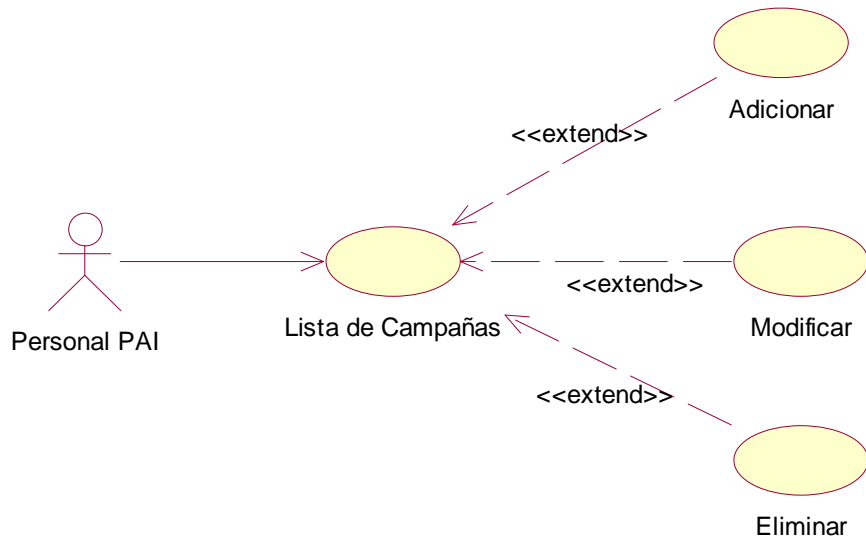 Adicionar
<<extend>>
Personal PAI
Lista de Campañas
<<extend>>
Modificar
<<extend>>
Eliminar